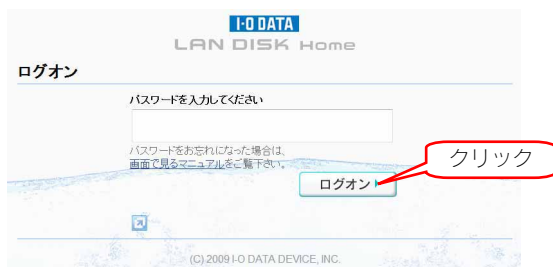 I-O DATA
LAN DISK Home
ログオン
パスワードを入力してください
パスワードをお忘れになった場合は、
画面で見るマニュアルをご覧下さい。
ログオン
クリック
(C) 2009 I-O DATA DEVICE, INC.